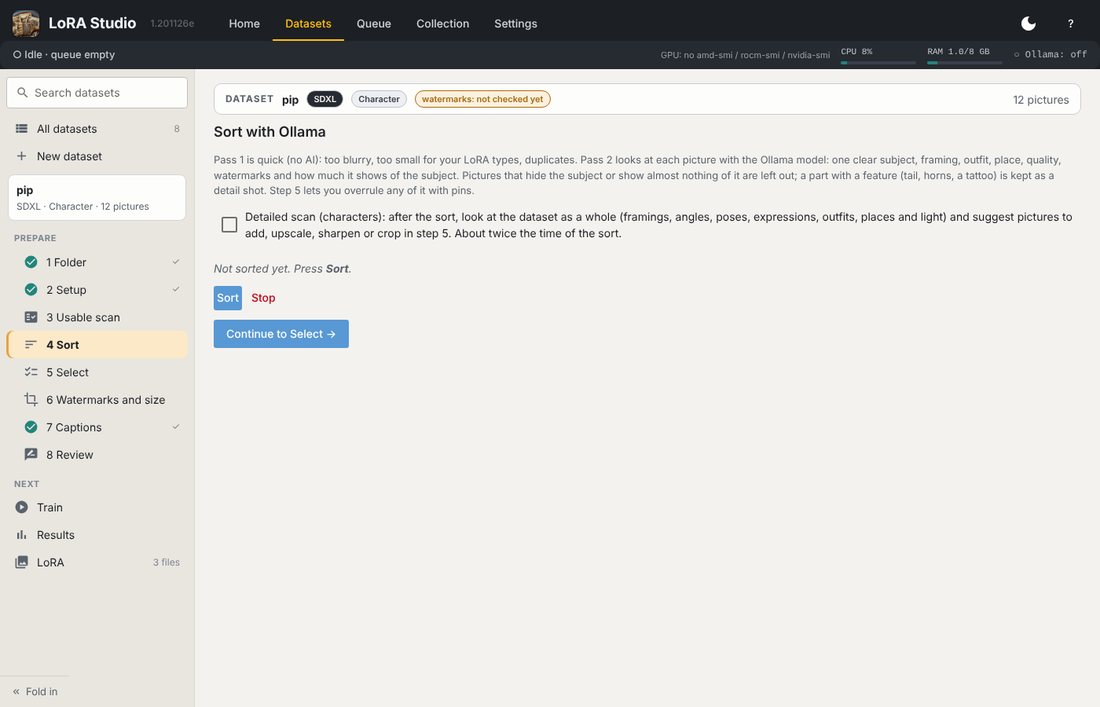 LoRA Studio 1.201126e Home Datasets Queue Collection Settings ?
Idle · queue empty GPU: no amd-smi / rocm-smi / nvidia-smi CPU 8% RAM 1.0/8 GB Ollama: off
Search datasets
All datasets 8
New dataset
pip
SDXL · Character · 12 pictures
PREPARE
1 Folder
2 Setup
3 Usable scan
4 Sort
5 Select
6 Watermarks and size
7 Captions
8 Review
NEXT
Train
Results
LoRA 3 files
« Fold in
DATASET pip SDXL Character watermarks: not checked yet 12 pictures
Sort with Ollama
Pass 1 is quick (no AI): too blurry, too small for your LoRA types, duplicates. Pass 2 looks at each picture with the Ollama model: one clear subject, framing, outfit, place, quality,
watermarks and how much it shows of the subject. Pictures that hide the subject or show almost nothing of it are left out; a part with a feature (tail, horns, a tattoo) is kept as a
detail shot. Step 5 lets you overrule any of it with pins.
Detailed scan (characters): after the sort, look at the dataset as a whole (framings, angles, poses, expressions, outfits, places and light) and suggest pictures to
add, upscale, sharpen or crop in step 5. About twice the time of the sort.
Not sorted yet. Press Sort.
Sort Stop
Continue to Select →